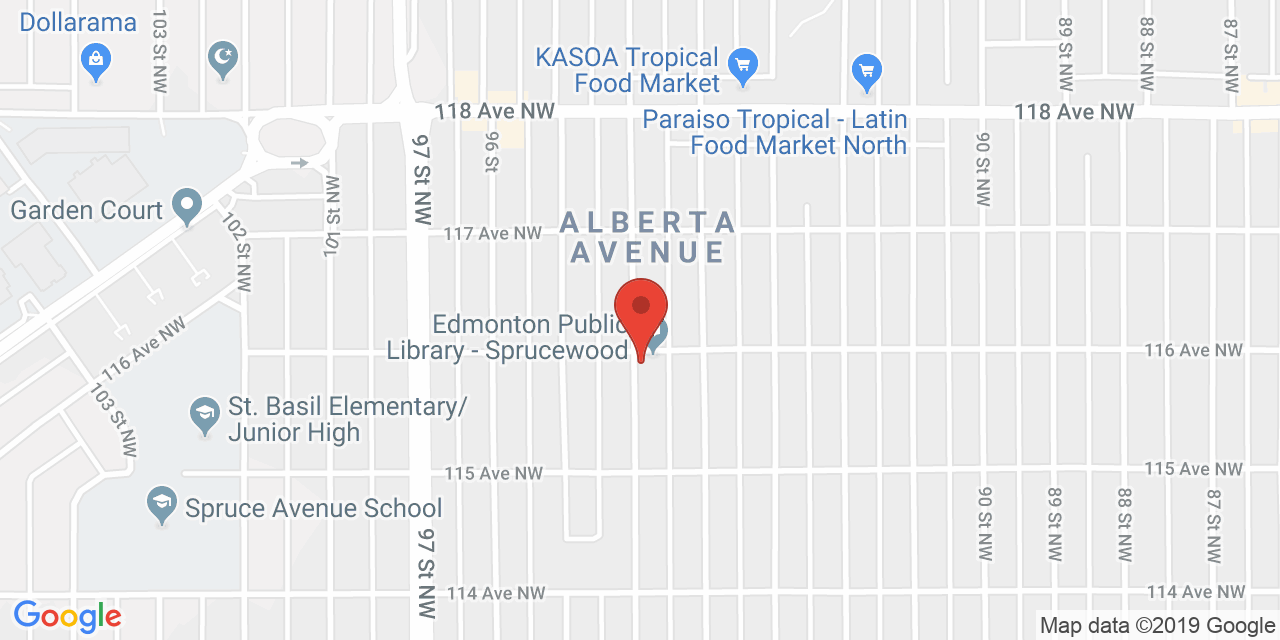 Dollarama
103 St NW
KASOA Tropical
Food Market
89 St NW
88 St NW
87 St NW
118 Ave NW
118 Ave NW
Paraiso Tropical - Latin
Food Market North
97 St NW
96 St
90 St NW
Garden Court
102 St NW
101 St NW
117 Ave NW
ALBERTA
AVENUE
Edmonton Public
Library - Sprucewood
116 Ave NW
116 Ave NW
103 St NW
St. Basil Elementary/
Junior High
115 Ave NW
115 Ave NW
Spruce Avenue School
97 St NW
90 St NW
89 St NW
88 St NW
87 St NW
114 Ave NW
114 Ave NW
Google
Map data ©2019 Google